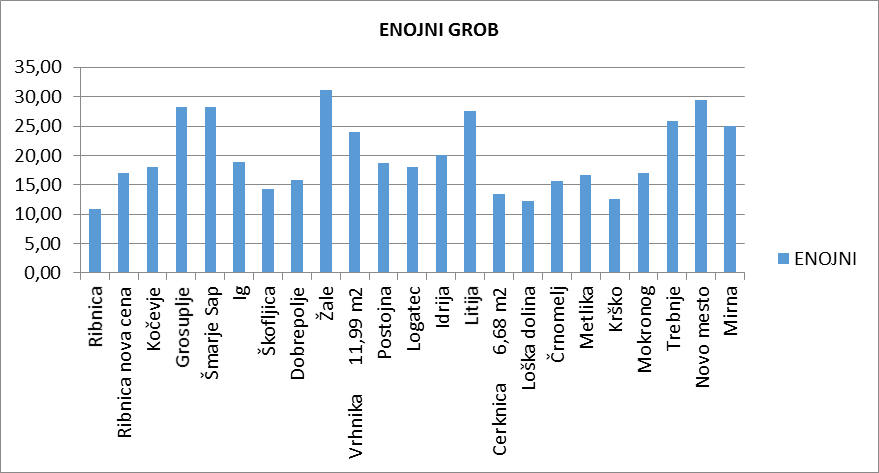 ENOJNI GROB
35,00
30,00
25,00
20,00
15,00
10,00
5,00
0,00
Ribnica
Ribnica nova cena
Kočevje
Grosuplje
Šmarje Sap
Ig
Škofljica
Dobrepolje
Žale
Vrhnika 11,99 m2
Postojna
Logatec
Idrija
Litija
Cerknica 6,68 m2
Loška dolina
Črnomelj
Metlika
Krško
Mokronog
Trebnje
Novo mesto
Mirna
ENOJNI